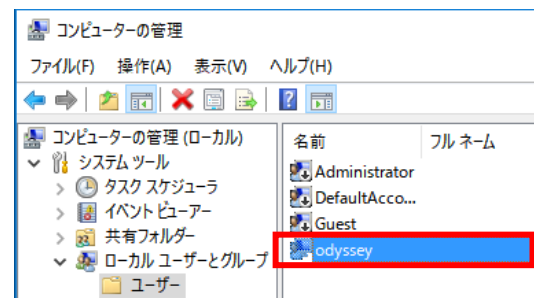 コンピューターの管理
ファイル(F) 操作(A) 表示(V) ヘルプ(H)
コンピューターの管理 (ローカル)
システム ツール
タスク スケジューラ
イベント ビューアー
共有フォルダー
ローカル ユーザーとグループ
ユーザー
名前 フル ネーム
Administrator
DefaultAcco...
Guest
odyssey